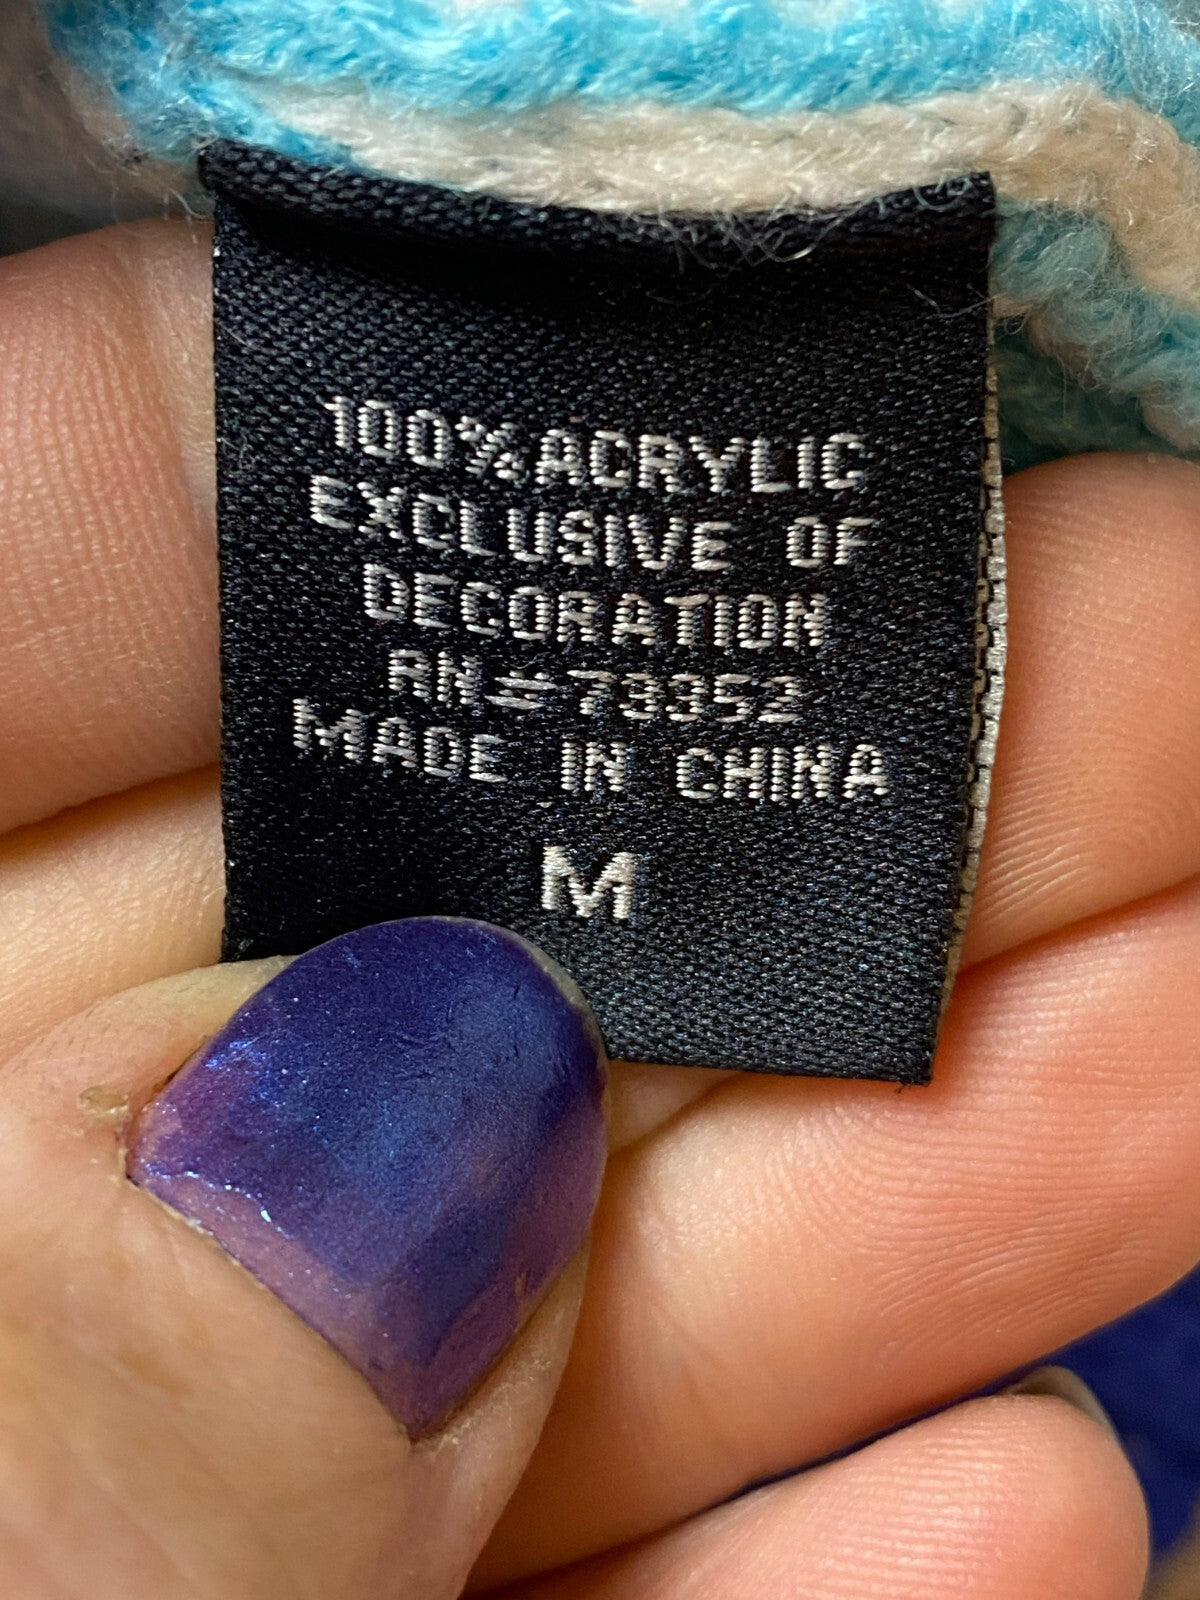 100% ACRYLIC
EXCLUSIVE OF
DECORATION
RN#73352
MADE IN CHINA
M